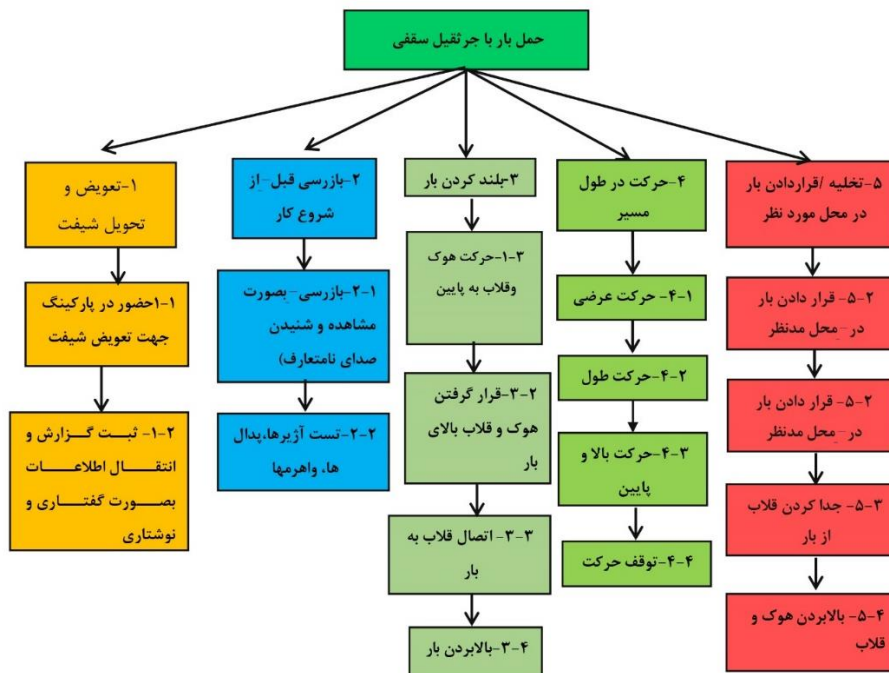 حمل بار با جرثقیل سقفی
۱-تعویض و
تحویل شیفت
۱-۱حضور در پارکینگ
جهت تعویض شیفت
۱-۲- ثبت گزارش و
انتقال اطلاعات
بصورت گفتاری و
نوشتاری
۲-بازرسی قبل-از
شروع کار
۲-۱-بازرسی-بصورت
مشاهده و شنیدن
صدای نامتعارف)
۲-۲-تست آژیرها،پدال
ها، واهرمها
۳-بلند کردن بار
۳-۱-حرکت هوک
وقلاب به پایین
۳-۲-قرار گرفتن
هوک و قلاب بالای
بار
۳-۳- اتصال قلاب به
بار
۳-۴-بالابردن بار
۴-حرکت در طول
مسیر
۴-۱- حرکت عرضی
۴-۲-حرکت طول
۴-۳-حرکت بالا و
پایین
۴-۴-توقف حرکت
۵-تخلیه /قراردادن بار
در محل مورد نظر
۵-۲- قرار دادن بار
در -محل مدنظر
۵-۲- قرار دادن بار
در -محل مدنظر
۵-۳- جدا کردن قلاب
از بار
۵-۴- بالابردن هوک و
قلاب